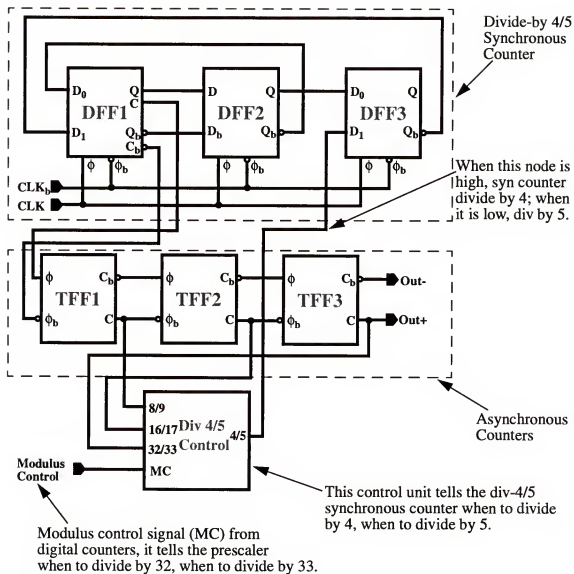 Divide-by 4/5
Synchronous
Counter
D0 Q
C
DFF1
D1 Qb
Cb
ϕ ϕb
D Q
DFF2
Db Qb
ϕ ϕb
D0 Q
DFF3
D1 Qb
ϕ ϕb
CLKb
CLK
When this node is
high, syn counter
divide by 4; when
it is low, div by 5.
ϕ Cb
TFF1
ϕb C
ϕ Cb
TFF2
ϕb C
ϕ Cb
TFF3
ϕb C
Out-
Out+
8/9
16/17 Div 4/5 4/5
32/33 Control
MC
Modulus
Control
Asynchronous
Counters
This control unit tells the div-4/5
synchronous counter when to divide
by 4, when to divide by 5.
Modulus control signal (MC) from
digital counters, it tells the prescaler
when to divide by 32, when to divide by 33.